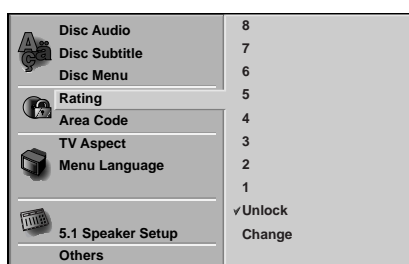 Disc Audio
Disc Subtitle
Disc Menu
Rating
Area Code
TV Aspect
Menu Language
5.1 Speaker Setup
Others
8
7
6
5
4
3
2
1
✓Unlock
Change